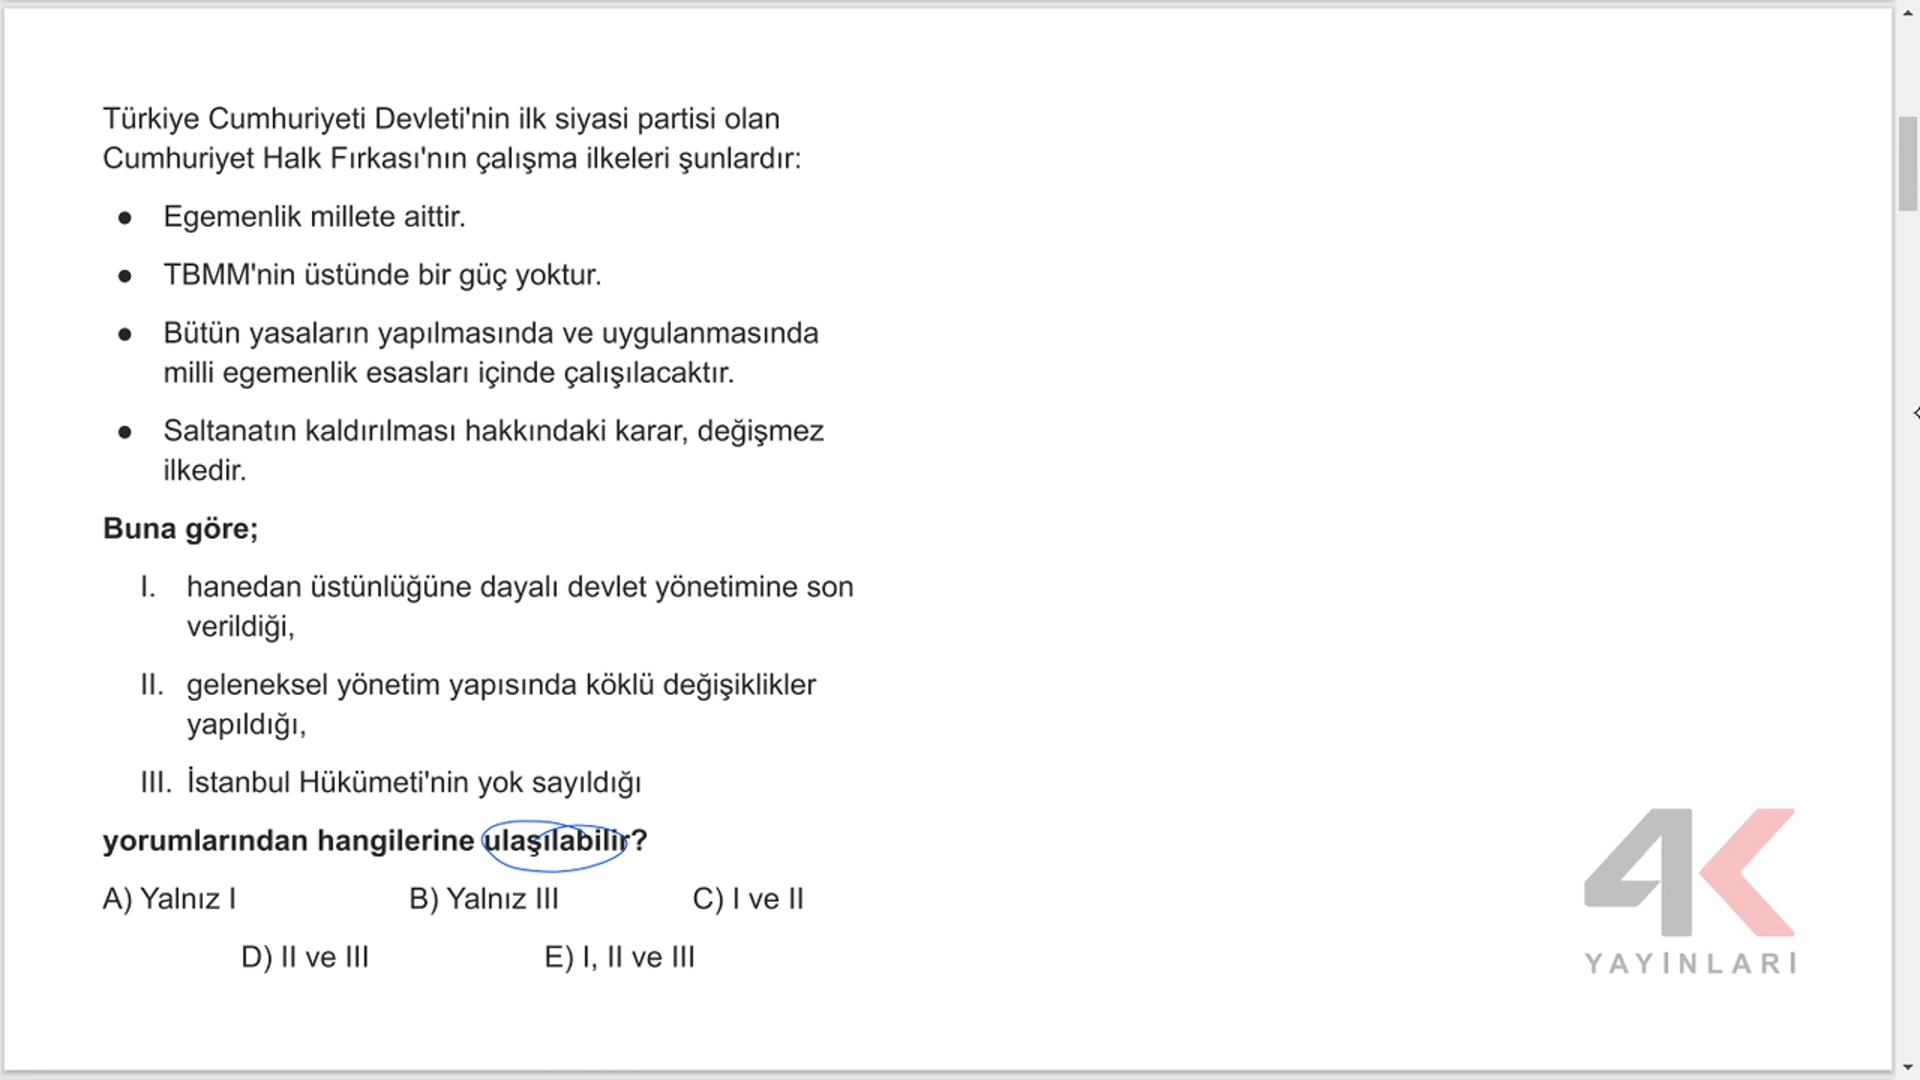 Türkiye Cumhuriyeti Devleti'nin ilk siyasi partisi olan
Cumhuriyet Halk Fırkası'nın çalışma ilkeleri şunlardır:
● Egemenlik millete aittir.
● TBMM'nin üstünde bir güç yoktur.
● Bütün yasaların yapılmasında ve uygulanmasında
milli egemenlik esasları içinde çalışılacaktır.
● Saltanatın kaldırılması hakkındaki karar, değişmez
ilkedir.
Buna göre;
I. hanedan üstünlüğüne dayalı devlet yönetimine son
verildiği,
II. geleneksel yönetim yapısında köklü değişiklikler
yapıldığı,
III. İstanbul Hükümeti'nin yok sayıldığı
yorumlarından hangilerine ulaşılabilir?
A) Yalnız I B) Yalnız III C) I ve II
D) II ve III E) I, II ve III
4K
YAYINLARI